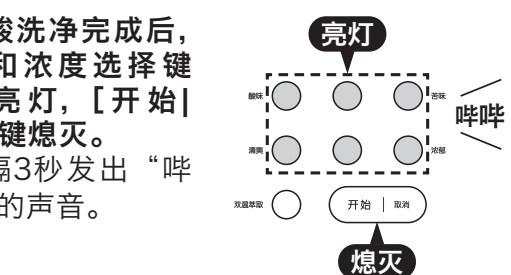 酸洗净完成后，
和浓度选择键
亮灯，[开始|
键熄灭。
隔3秒发出“哔
的声音。
亮灯
酸味
苦味
哔哔
清爽
浓郁
双温萃取
开始 | 取消
熄灭